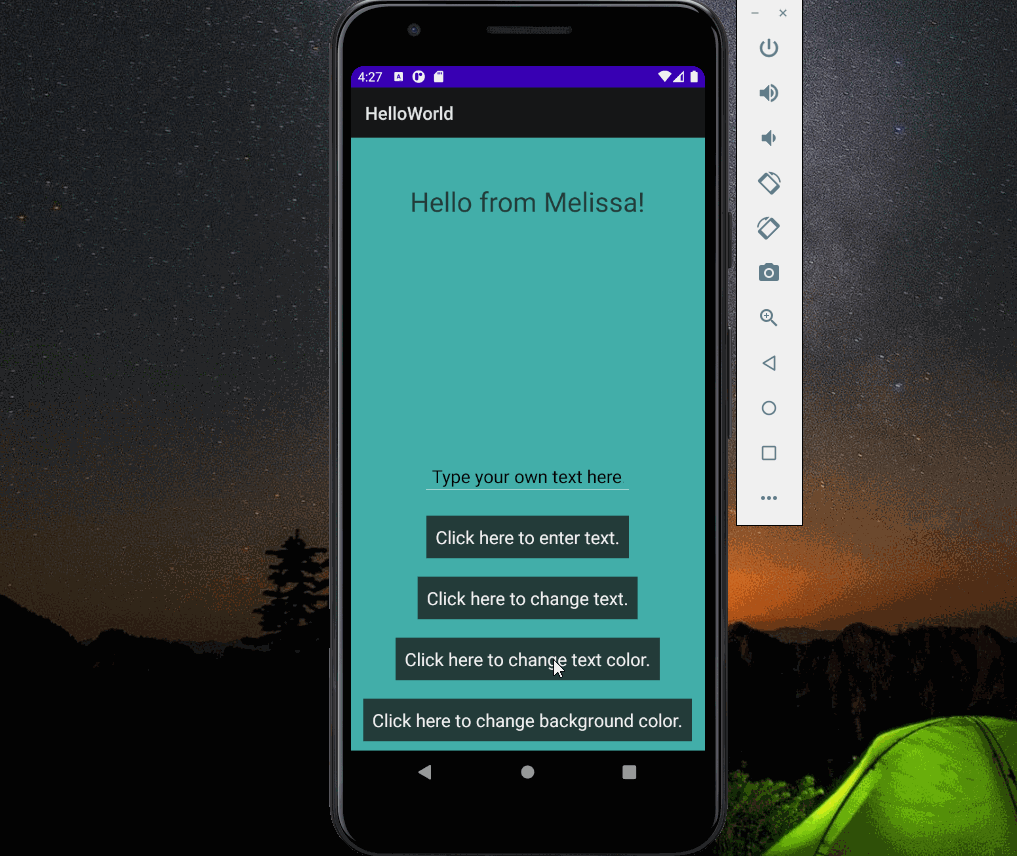 4:27
HelloWorld
Hello from Melissa!
Type your own text here
Click here to enter text.
Click here to change text.
Click here to change text color.
Click here to change background color.